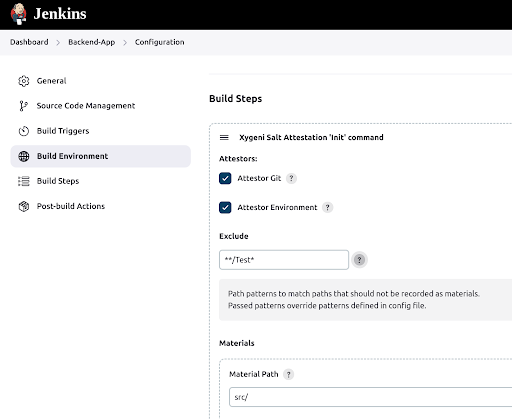 Jenkins
Dashboard > Backend-App > Configuration
General
Source Code Management
Build Triggers
Build Environment
Build Steps
Post-build Actions
Build Steps
Xygeni Salt Attestation 'Init' command
Attestors:
Attestor Git ?
Attestor Environment ?
Exclude
**/Test* ?
Path patterns to match paths that should not be recorded as materials.
Passed patterns override patterns defined in config file.
Materials
Material Path ?
src/